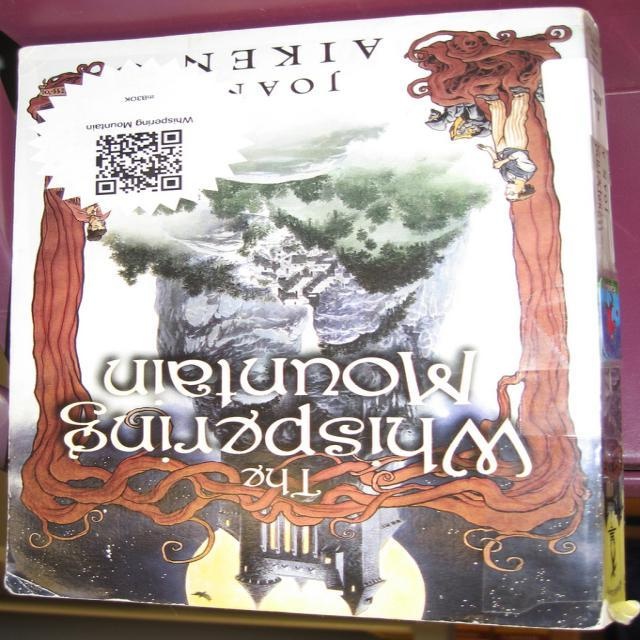 The
Whispering
Mountain
JOAN
AIKEN
Whispering Mountain